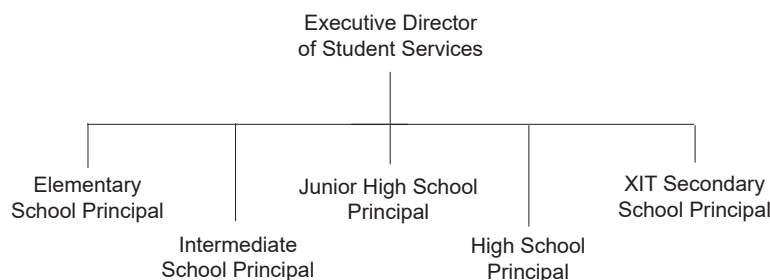 Executive Director
of Student Services
Elementary
School Principal
Intermediate
School Principal
Junior High School
Principal
High School
Principal
XIT Secondary
School Principal